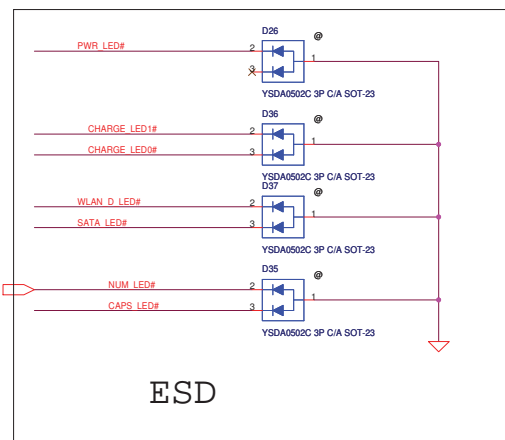 D26
@
PWR_LED#
2
1
3
YSDA0502C 3P C/A SOT-23
D36
@
CHARGE_LED1#
2
1
CHARGE_LED0#
3
YSDA0502C 3P C/A SOT-23
D37
@
WLAN_D_LED#
2
1
SATA_LED#
3
YSDA0502C 3P C/A SOT-23
D35
@
NUM_LED#
2
1
CAPS_LED#
3
YSDA0502C 3P C/A SOT-23
ESD